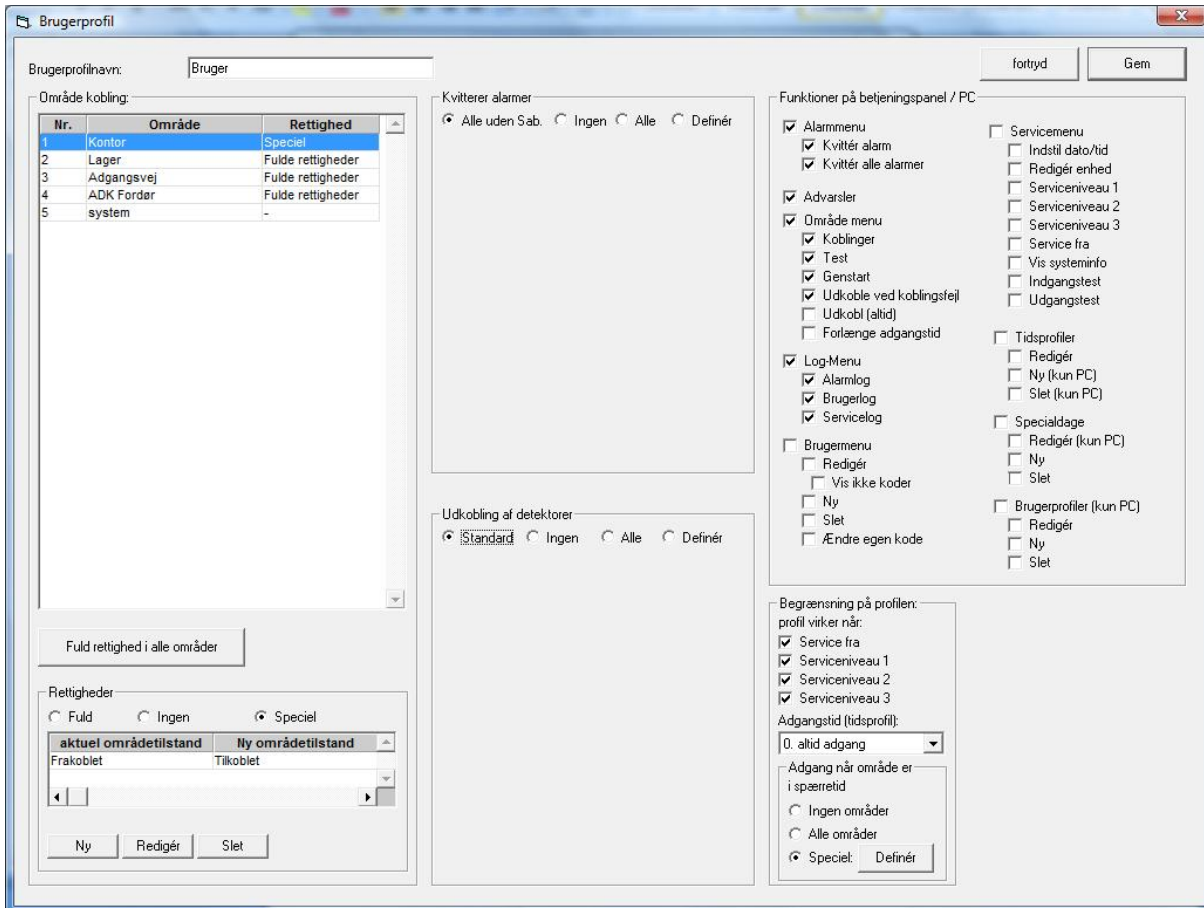 Brugerprofil
Brugerprofilnavn:
Bruger
fortryd
Gem
Område kobling:
Nr. Område Rettighed
1 Kontor Speciel
2 Lager Fulde rettigheder
3 Adgangsvej Fulde rettigheder
4 ADK Fordør Fulde rettigheder
5 system -
Fuld rettighed i alle områder
Rettigheder
Fuld Ingen Speciel
aktuel områdetilstand Ny områdetilstand
Frakoblet Tilkoblet
Ny Redigér Slet
Kvitterer alarmer
Alle uden Sab. Ingen Alle Definér
Udkobling af detektorer
Standard Ingen Alle Definér
Funktioner på betjeningspanel / PC
Alarmmenu
Kvittér alarm
Kvittér alle alarmer
Advarsler
Område menu
Koblinger
Test
Genstart
Udkoble ved koblingsfejl
Udkobl (altid)
Forlænge adgangstid
Log-Menu
Alarmlog
Brugerlog
Servicelog
Brugermenu
Redigér
Vis ikke koder
Ny
Slet
Ændre egen kode
Servicemenu
Indstil dato/tid
Redigér enhed
Serviceniveau 1
Serviceniveau 2
Serviceniveau 3
Service fra
Vis systeminfo
Indgangstest
Udgangstest
Tidsprofiler
Redigér
Ny (kun PC)
Slet (kun PC)
Specialdage
Redigér (kun PC)
Ny
Slet
Brugerprofiler (kun PC)
Redigér
Ny
Slet
Begrænsning på profilen:
profil virker når:
Service fra
Serviceniveau 1
Serviceniveau 2
Serviceniveau 3
Adgangstid (tidsprofil):
0. altid adgang
Adgang når område er
i spærretid
Ingen områder
Alle områder
Speciel: Definér